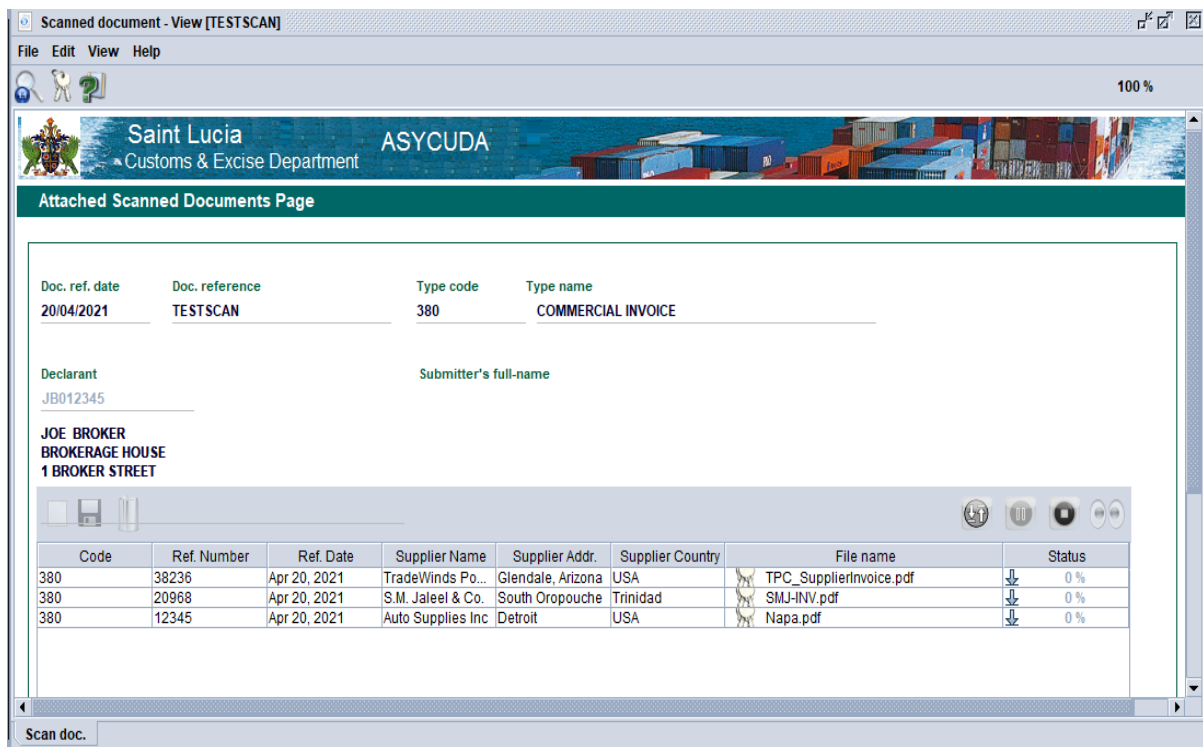 Scanned document - View [TESTSCAN]
File Edit View Help
100 %
Saint Lucia
Customs & Excise Department
ASYCUDA
Attached Scanned Documents Page
Doc. ref. date Doc. reference Type code Type name
20/04/2021 TESTSCAN 380 COMMERCIAL INVOICE
Declarant Submitter's full-name
JB012345
JOE BROKER
BROKERAGE HOUSE
1 BROKER STREET
Code Ref. Number Ref. Date Supplier Name Supplier Addr. Supplier Country File name Status
380 38236 Apr 20, 2021 TradeWinds Po... Glendale, Arizona USA TPC_SupplierInvoice.pdf 0 %
380 20968 Apr 20, 2021 S.M. Jaleel & Co. South Oropouche Trinidad SMJ-INV.pdf 0 %
380 12345 Apr 20, 2021 Auto Supplies Inc Detroit USA Napa.pdf 0 %
Scan doc.